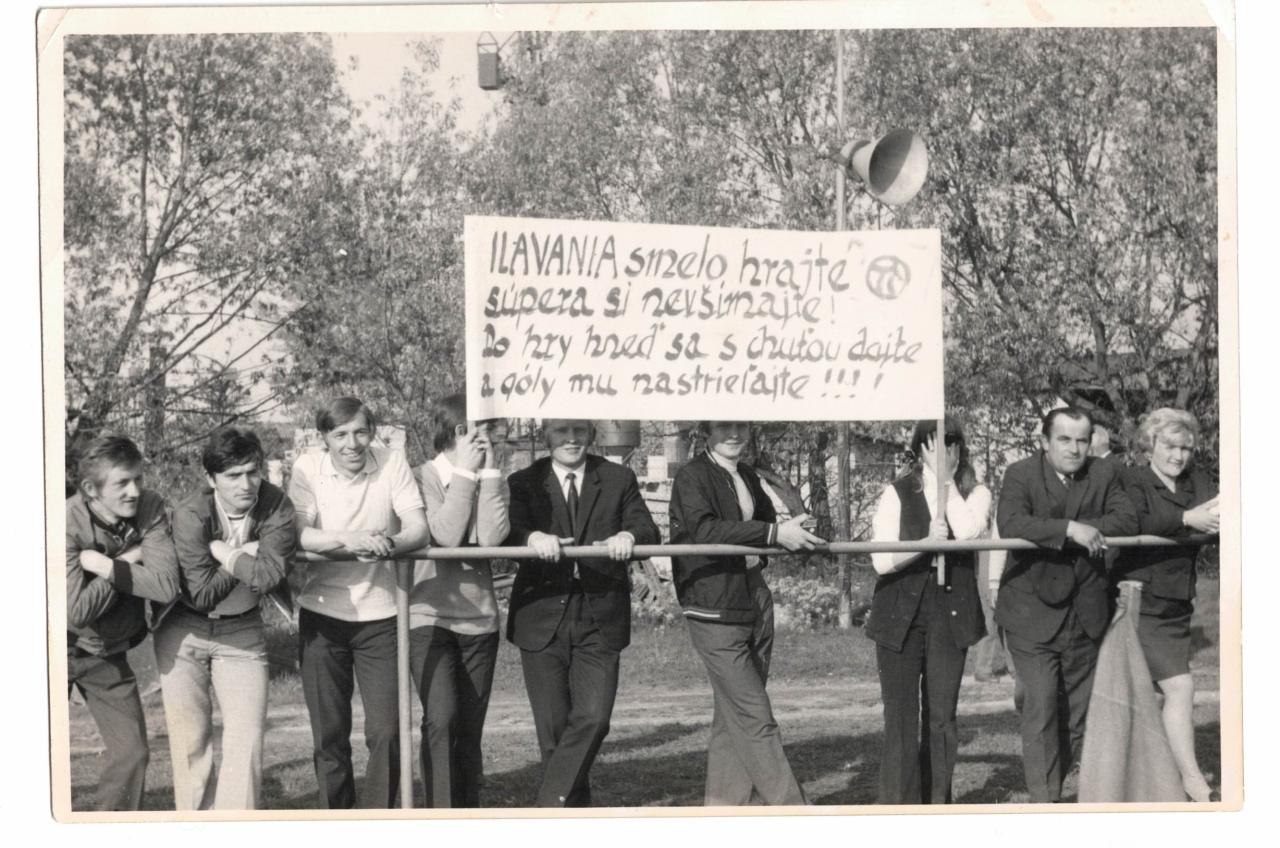 ILAVANIA smelo hrajte
súpera si nevšímajte!
Do hry hneď sa s chuťou dajte
a góly mu nastrieľajte !!! !